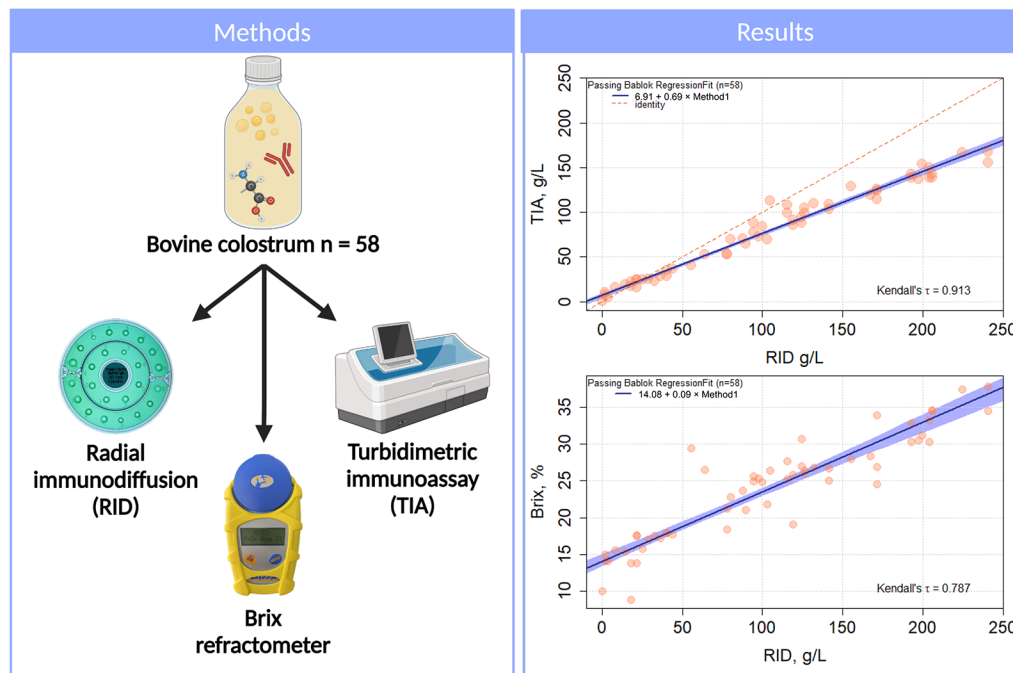 Methods
Bovine colostrum n = 58
Radial
immunodiffusion
(RID)
Turbidimetric
immunoassay
(TIA)
Brix
refractometer
Results
Passing Bablok RegressionFit (n=58)
6.91 + 0.69 × Method1
identity
250
200
150
100
50
0
TIA, g/L
Kendall's τ = 0.913
0 50 100 150 200 250
RID g/L
Passing Bablok RegressionFit (n=58)
14.08 + 0.09 × Method1
35
30
25
20
15
10
Brix, %
Kendall's τ = 0.787
0 50 100 150 200 250
RID, g/L